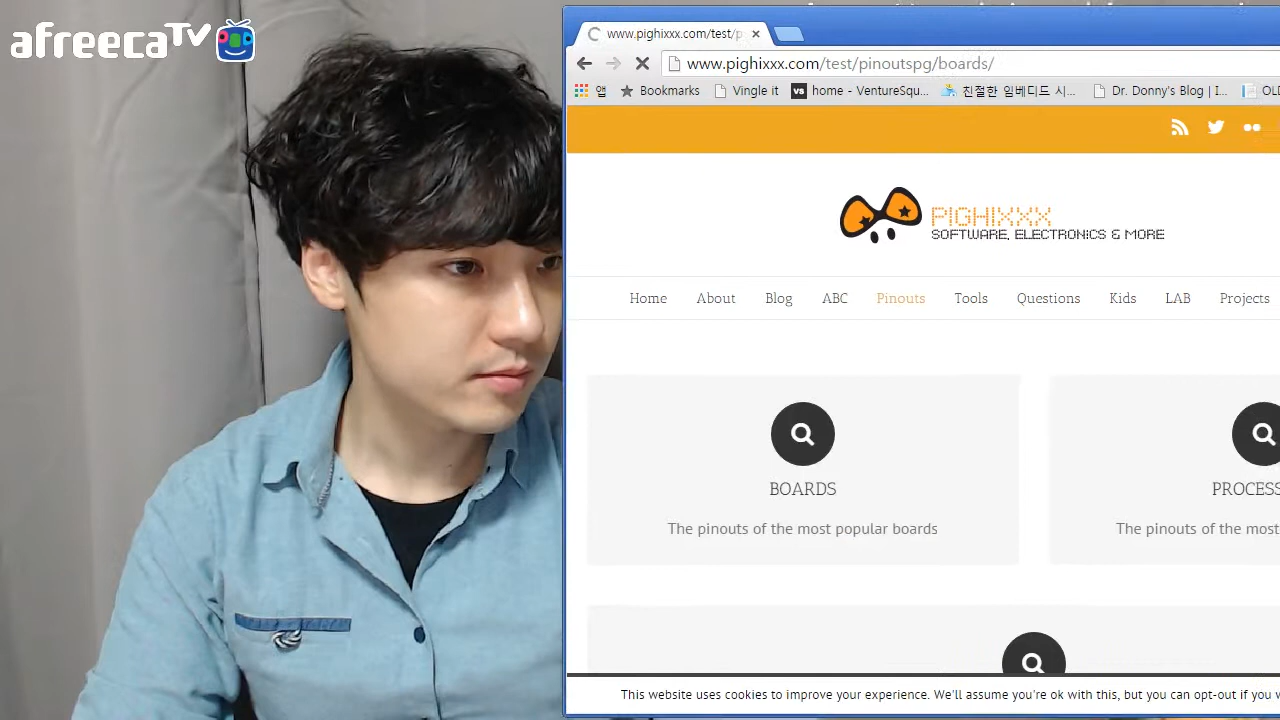 afreecaTV
www.pighixxx.com/test/p
www.pighixxx.com/test/pinoutspg/boards/
앱 Bookmarks Vingle it vs home - VentureSqu... 친절한 임베디드 시... Dr. Donny's Blog | I... OL
PIGHIXXX
SOFTWARE, ELECTRONICS & MORE
Home About Blog ABC Pinouts Tools Questions Kids LAB Projects
BOARDS
The pinouts of the most popular boards
PROCESS
The pinouts of the most
This website uses cookies to improve your experience. We'll assume you're ok with this, but you can opt-out if you w